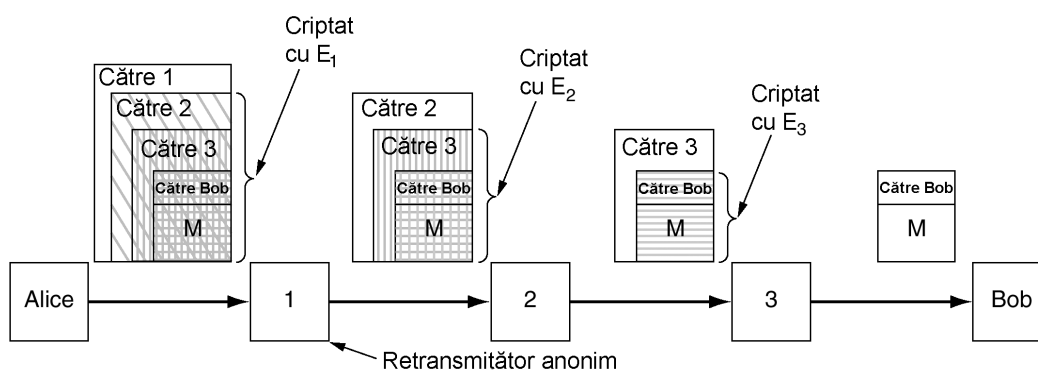 Criptat
cu E1
Criptat
cu E2
Criptat
cu E3
Către 1
Către 2
Către 3
Către Bob
M
Către 2
Către 3
Către Bob
M
Către 3
Către Bob
M
Către Bob
M
Alice
1
2
3
Bob
Retransmițător anonim